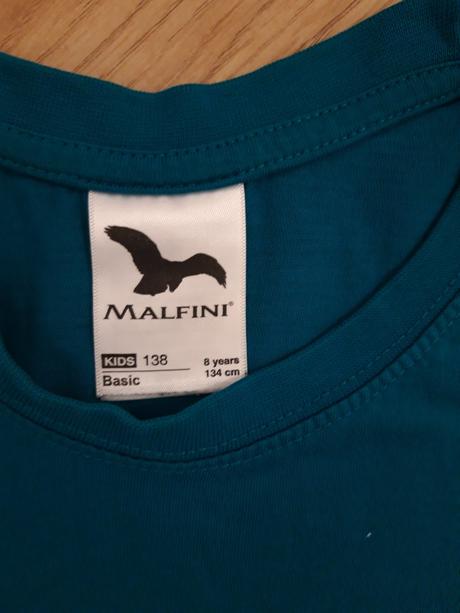 MALFINI®
KIDS 138 8 years
Basic 134 cm